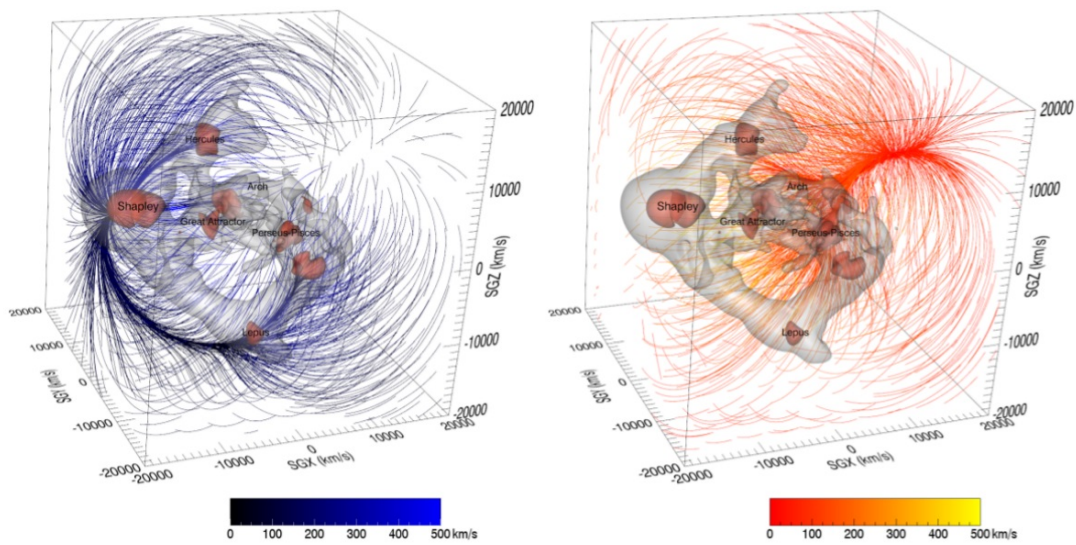 20000
Hercules
10000
Arch
Shapley
Great Attractor
Perseus-Pisces
0
SGZ (km/s)
20000
Lepus
10000
-10000
0
SGY (km/s)
-10000
-20000
20000
10000
0
-20000
-10000
SGX (km/s)
-20000
0 100 200 300 400 500 km/s
20000
Hercules
10000
Arch
Shapley
Great Attractor
Perseus-Pisces
0
SGZ (km/s)
20000
Lepus
10000
-10000
0
SGY (km/s)
-10000
-20000
20000
10000
0
-20000
-10000
SGX (km/s)
-20000
0 100 200 300 400 500 km/s